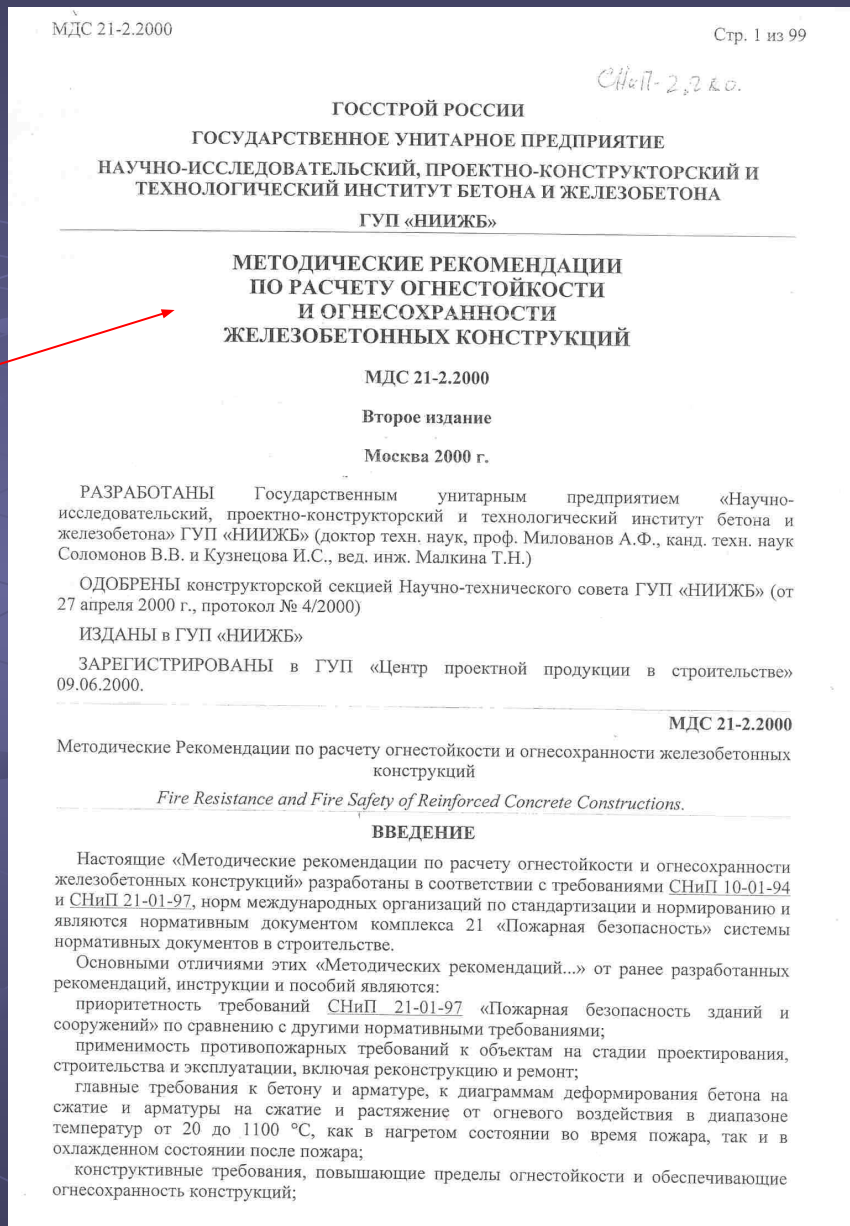 МДС 21-2.2000
Стр. 1 из 99
ГОССТРОЙ РОССИИ
ГОСУДАРСТВЕННОЕ УНИТАРНОЕ ПРЕДПРИЯТИЕ
НАУЧНО-ИССЛЕДОВАТЕЛЬСКИЙ, ПРОЕКТНО-КОНСТРУКТОРСКИЙ И
ТЕХНОЛОГИЧЕСКИЙ ИНСТИТУТ БЕТОНА И ЖЕЛЕЗОБЕТОНА
ГУП «НИИЖБ»
МЕТОДИЧЕСКИЕ РЕКОМЕНДАЦИИ
ПО РАСЧЕТУ ОГНЕСТОЙКОСТИ
И ОГНЕСОХРАННОСТИ
ЖЕЛЕЗОБЕТОННЫХ КОНСТРУКЦИЙ
МДС 21-2.2000
Второе издание
Москва 2000 г.
РАЗРАБОТАНЫ Государственным унитарным предприятием «Научно-
исследовательский, проектно-конструкторский и технологический институт бетона и
железобетона» ГУП «НИИЖБ» (доктор техн. наук, проф. Милованов А.Ф., канд. техн. наук
Соломонов В.В. и Кузнецова И.С., вед. инж. Малкина Т.Н.)
ОДОБРЕНЫ конструкторской секцией Научно-технического совета ГУП «НИИЖБ» (от
27 апреля 2000 г., протокол № 4/2000)
ИЗДАНЫ в ГУП «НИИЖБ»
ЗАРЕГИСТРИРОВАНЫ в ГУП «Центр проектной продукции в строительстве»
09.06.2000.
МДС 21-2.2000
Методические Рекомендации по расчету огнестойкости и огнесохранности железобетонных
конструкций
Fire Resistance and Fire Safety of Reinforced Concrete Constructions.
ВВЕДЕНИЕ
Настоящие «Методические рекомендации по расчету огнестойкости и огнесохранности
железобетонных конструкций» разработаны в соответствии с требованиями СНиП 10-01-94
и СНиП 21-01-97, норм международных организаций по стандартизации и нормированию и
являются нормативным документом комплекса 21 «Пожарная безопасность» системы
нормативных документов в строительстве.
Основными отличиями этих «Методических рекомендаций...» от ранее разработанных
рекомендаций, инструкции и пособий являются:
приоритетность требований СНиП 21-01-97 «Пожарная безопасность зданий и
сооружений» по сравнению с другими нормативными требованиями;
применимость противопожарных требований к объектам на стадии проектирования,
строительства и эксплуатации, включая реконструкцию и ремонт;
главные требования к бетону и арматуре, к диаграммам деформирования бетона на
сжатие и арматуры на сжатие и растяжение от огневого воздействия в диапазоне
температур от 20 до 1100 °С, как в нагретом состоянии во время пожара, так и в
охлажденном состоянии после пожара;
конструктивные требования, повышающие пределы огнестойкости и обеспечивающие
огнесохранность конструкций;